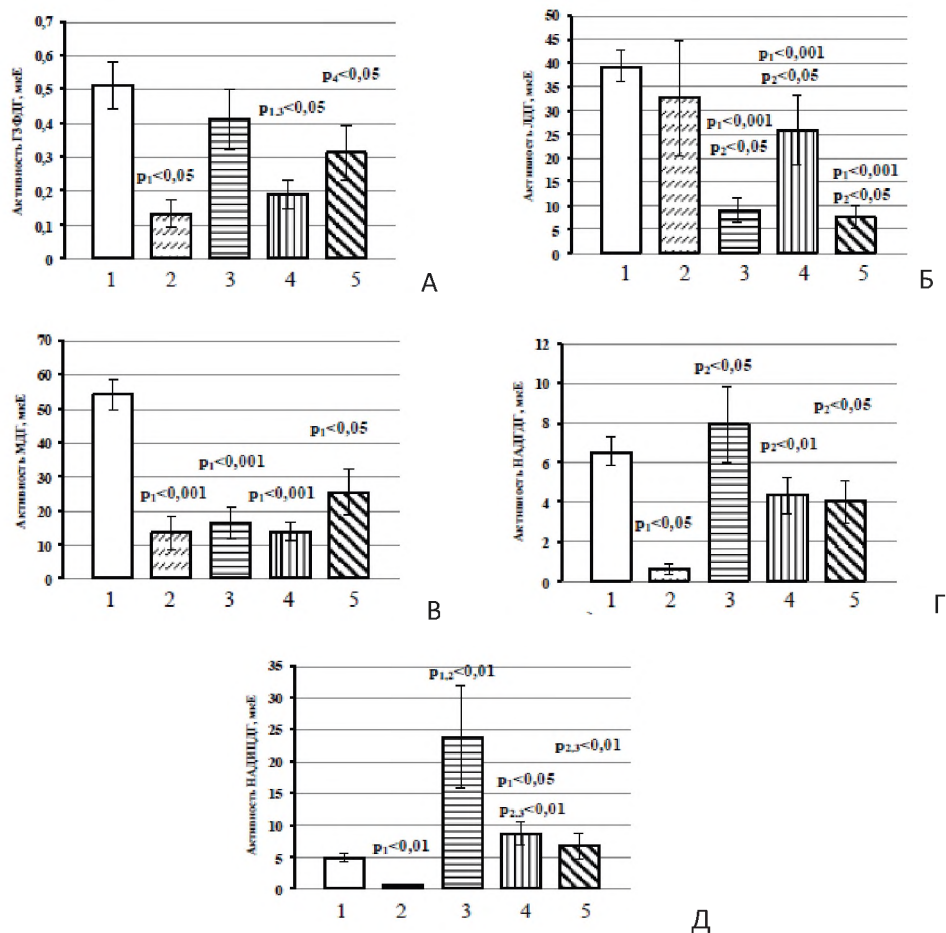 0,7
0,6
0,5
0,4
0,3
0,2
0,1
0
Активность Г3ФДГ, мкЕ
p₁<0,05
p₁,₃<0,05
p₄<0,05
1 2 3 4 5
А
50
45
40
35
30
25
20
15
10
5
0
Активность ЛДГ, мкЕ
p₁<0,001
p₂<0,05
p₁<0,001
p₂<0,05
p₁<0,001
p₂<0,05
1 2 3 4 5
Б
70
60
50
40
30
20
10
0
Активность МДГ, мкЕ
p₁<0,001
p₁<0,001
p₁<0,001
p₁<0,05
1 2 3 4 5
В
12
10
8
6
4
2
0
Активность НАДГДГ, мкЕ
p₁<0,05
p₂<0,05
p₂<0,01
p₂<0,05
1 2 3 4 5
Г
35
30
25
20
15
10
5
0
Активность НАДИЦДГ, мкЕ
p₁<0,01
p₁,₂<0,01
p₁<0,05
p₂,₃<0,01
p₂,₃<0,01
1 2 3 4 5
Д